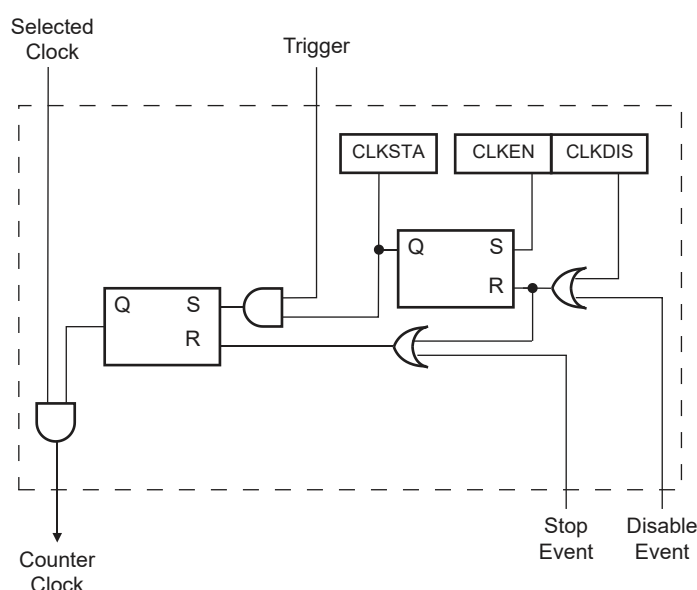 Selected
Clock
Trigger
CLKSTA
CLKEN
CLKDIS
Q
S
R
Q
S
R
Stop
Event
Disable
Event
Counter
Clock